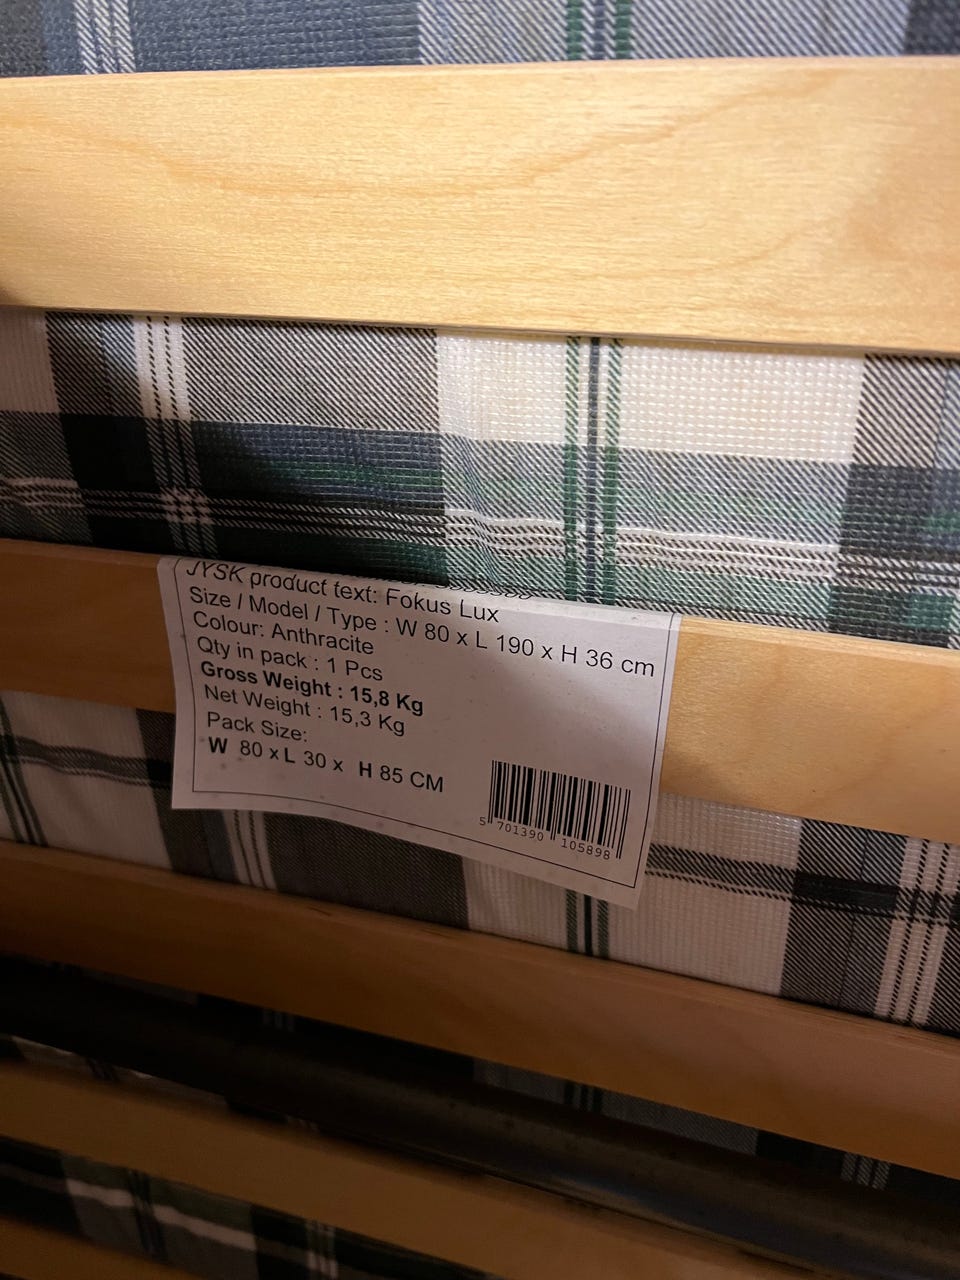 JYSK product text: Fokus Lux
Size / Model / Type : W 80 x L 190 x H 36 cm
Colour: Anthracite
Qty in pack : 1 Pcs
Gross Weight : 15,8 Kg
Net Weight : 15,3 Kg
Pack Size:
W 80 x L 30 x H 85 CM
5 701390 105898